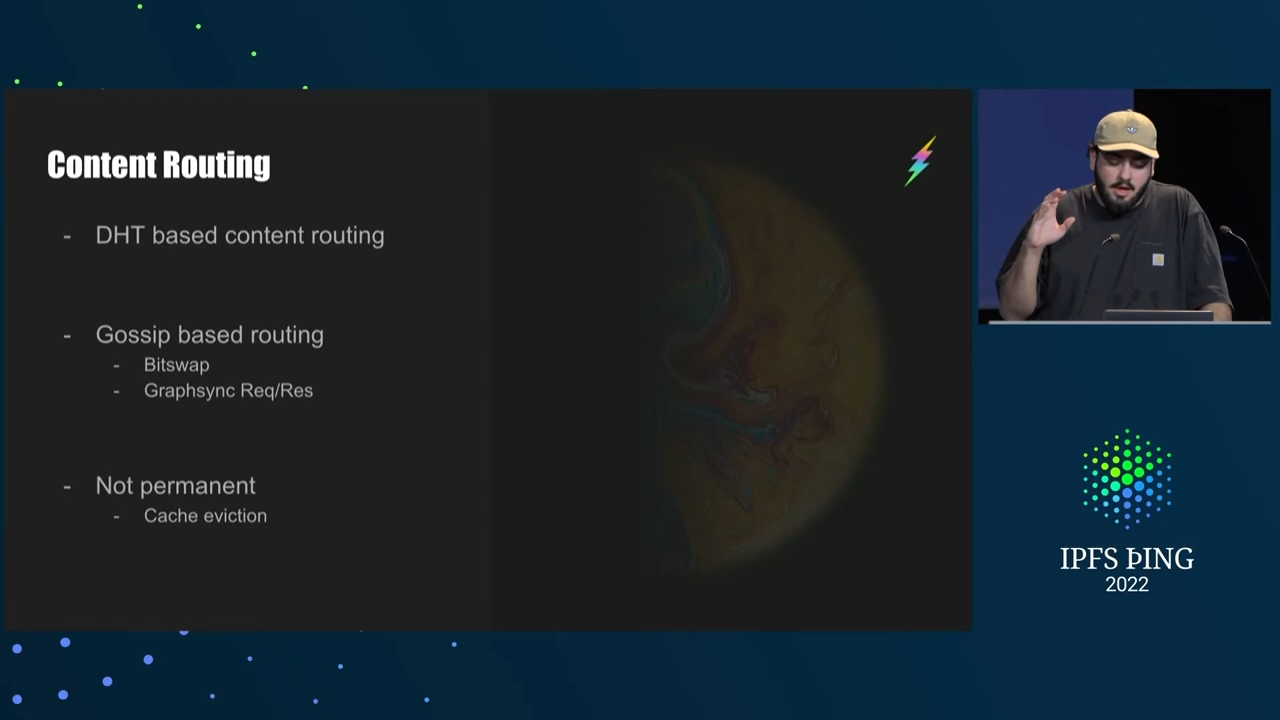 Content Routing
- DHT based content routing
- Gossip based routing
- Bitswap
- Graphsync Req/Res
- Not permanent
- Cache eviction
IPFS ÞING
2022